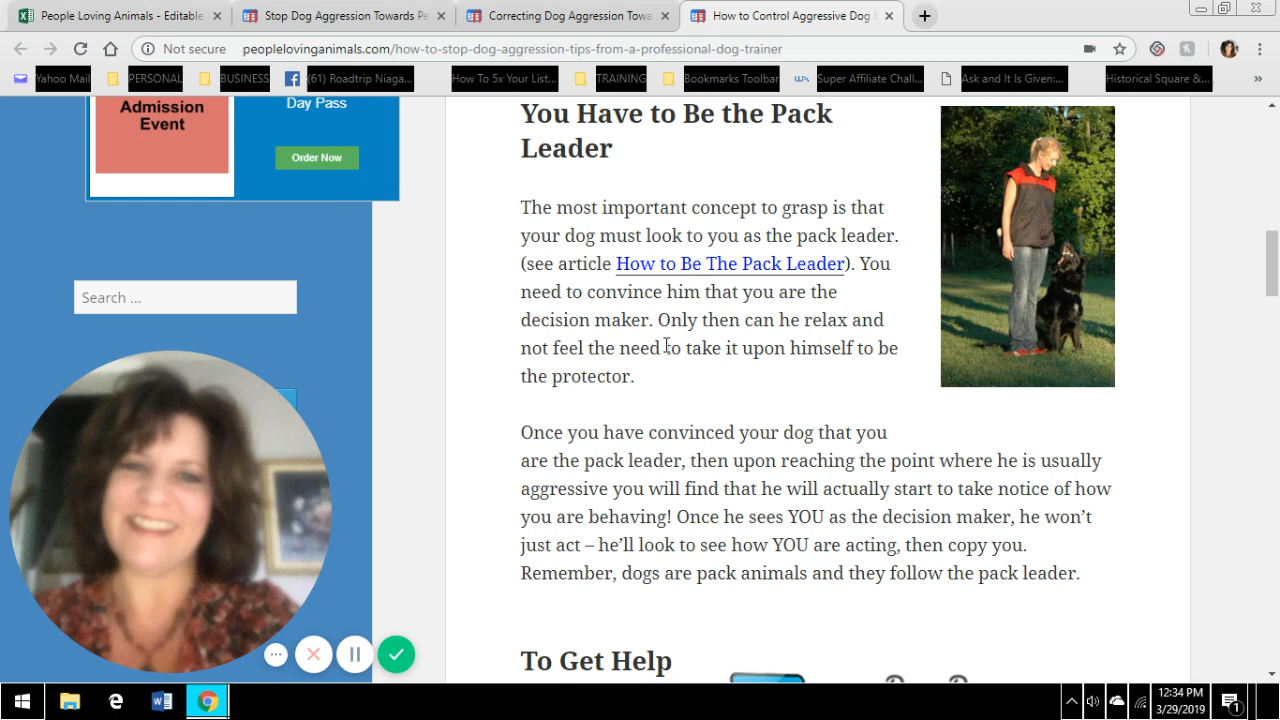 People Loving Animals - Editable
Stop Dog Aggression Towards Pe
Correcting Dog Aggression Towa
How to Control Aggressive Dog
Not secure
peoplelovinganimals.com/how-to-stop-dog-aggression-tips-from-a-professional-dog-trainer
Yahoo Mail
PERSONAL
BUSINESS
(61) Roadtrip Niaga...
How To 5x Your List...
TRAINING
Bookmarks Toolbar
Super Affiliate Chall...
Ask and It Is Given:...
Historical Square &...
Admission
Event
Day Pass
Order Now
Search ...
You Have to Be the Pack
Leader
The most important concept to grasp is that
your dog must look to you as the pack leader.
(see article How to Be The Pack Leader). You
need to convince him that you are the
decision maker. Only then can he relax and
not feel the need to take it upon himself to be
the protector.
Once you have convinced your dog that you
are the pack leader, then upon reaching the point where he is usually
aggressive you will find that he will actually start to take notice of how
you are behaving! Once he sees YOU as the decision maker, he won't
just act – he'll look to see how YOU are acting, then copy you.
Remember, dogs are pack animals and they follow the pack leader.
To Get Help
12:34 PM
3/29/2019
1